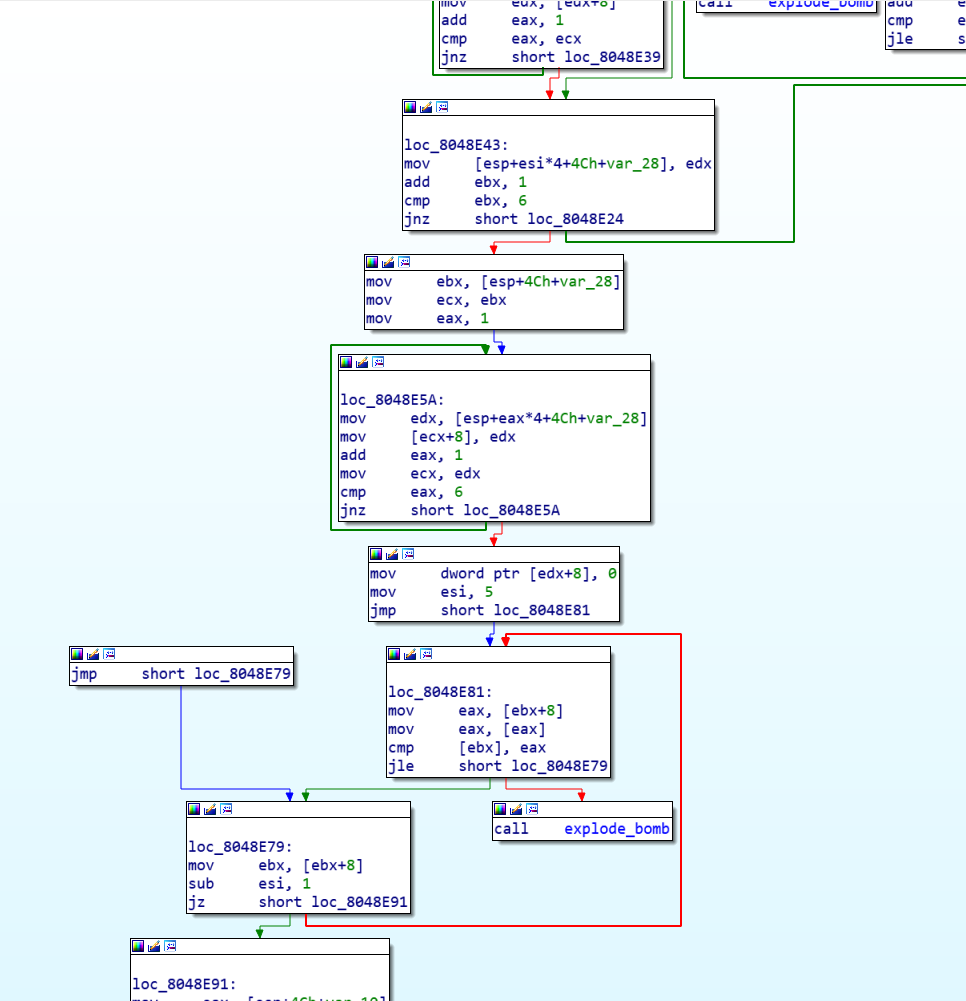 mov edx, [edx+8]
add eax, 1
cmp eax, ecx
jnz short loc_8048E39
call explode_bomb
add
cmp
jle
loc_8048E43:
mov [esp+esi*4+4Ch+var_28], edx
add ebx, 1
cmp ebx, 6
jnz short loc_8048E24
mov ebx, [esp+4Ch+var_28]
mov ecx, ebx
mov eax, 1
loc_8048E5A:
mov edx, [esp+eax*4+4Ch+var_28]
mov [ecx+8], edx
add eax, 1
mov ecx, edx
cmp eax, 6
jnz short loc_8048E5A
mov dword ptr [edx+8], 0
mov esi, 5
jmp short loc_8048E81
jmp short loc_8048E79
loc_8048E81:
mov eax, [ebx+8]
mov eax, [eax]
cmp [ebx], eax
jle short loc_8048E79
call explode_bomb
loc_8048E79:
mov ebx, [ebx+8]
sub esi, 1
jz short loc_8048E91
loc_8048E91: